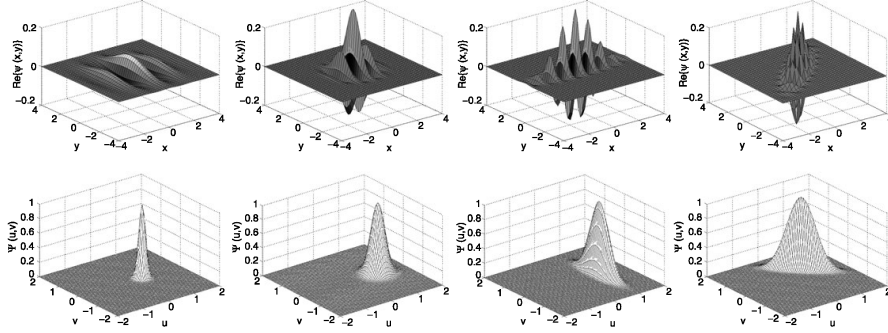 0.2 0.2 0.2 0.2
0 0 0 0
−0.2 −0.2 −0.2 −0.2
Re{ψ (x,y)} Re{ψ (x,y)} Re{ψ (x,y)} Re{ψ (x,y)}
4 2 0 −2 −4 −4 −2 0 2 4
4 2 0 −2 −4 −4 −2 0 2 4
4 2 0 −2 −4 −4 −2 0 2 4
4 2 0 −2 −4 −4 −2 0 2 4
y x y x y x y x
1 1 1 1
0.8 0.8 0.8 0.8
0.6 0.6 0.6 0.6
0.4 0.4 0.4 0.4
0.2 0.2 0.2 0.2
0 0 0 0
Ψ (u,v) Ψ (u,v) Ψ (u,v) Ψ (u,v)
2 1 0 −1 −2 −2 −1 0 1 2
2 1 0 −1 −2 −2 −1 0 1 2
2 1 0 −1 −2 −2 −1 0 1 2
2 1 0 −1 −2 −2 −1 0 1 2
v u v u v u v u